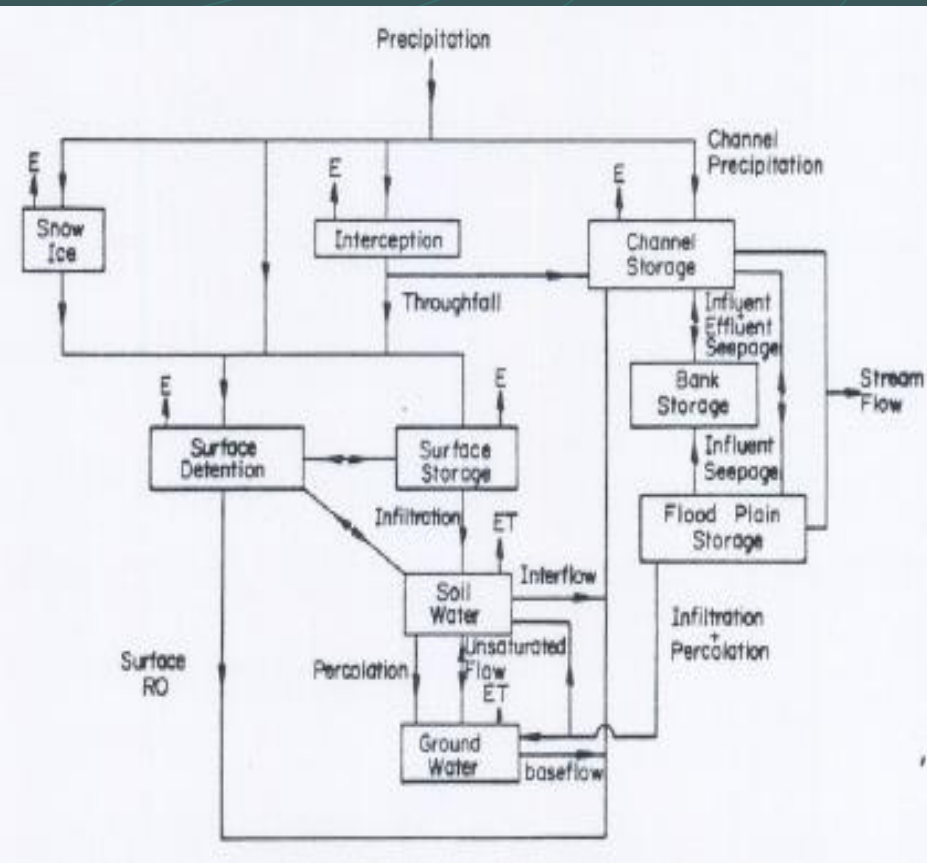 Precipitation
Channel
Precipitation
E
E
E
Snow
Ice
Interception
Channel
Storage
Throughfall
Influent
+
Effluent
Seepage
E
E
Bank
Storage
Stream
Flow
Surface
Detention
Surface
Storage
Influent
Seepage
Infiltration
ET
Flood Plain
Storage
Interflow
Soil
Water
Infiltration
+
Percolation
Unsaturated
Flow
Percolation
Surface
RO
ET
Ground
Water
baseflow